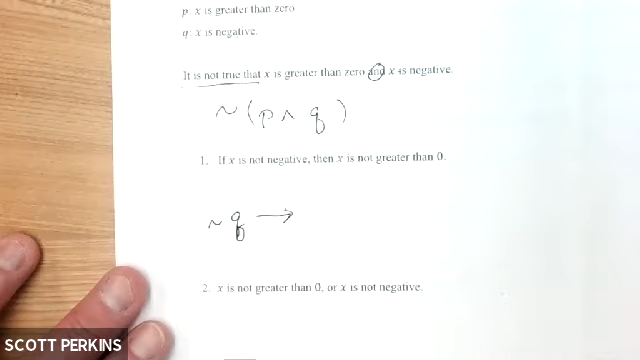 p: x is greater than zero
q: x is negative.
It is not true that x is greater than zero and x is negative.
~(p ∧ q)
1. If x is not negative, then x is not greater than 0.
~q →
2. x is not greater than 0, or x is not negative.
SCOTT PERKINS